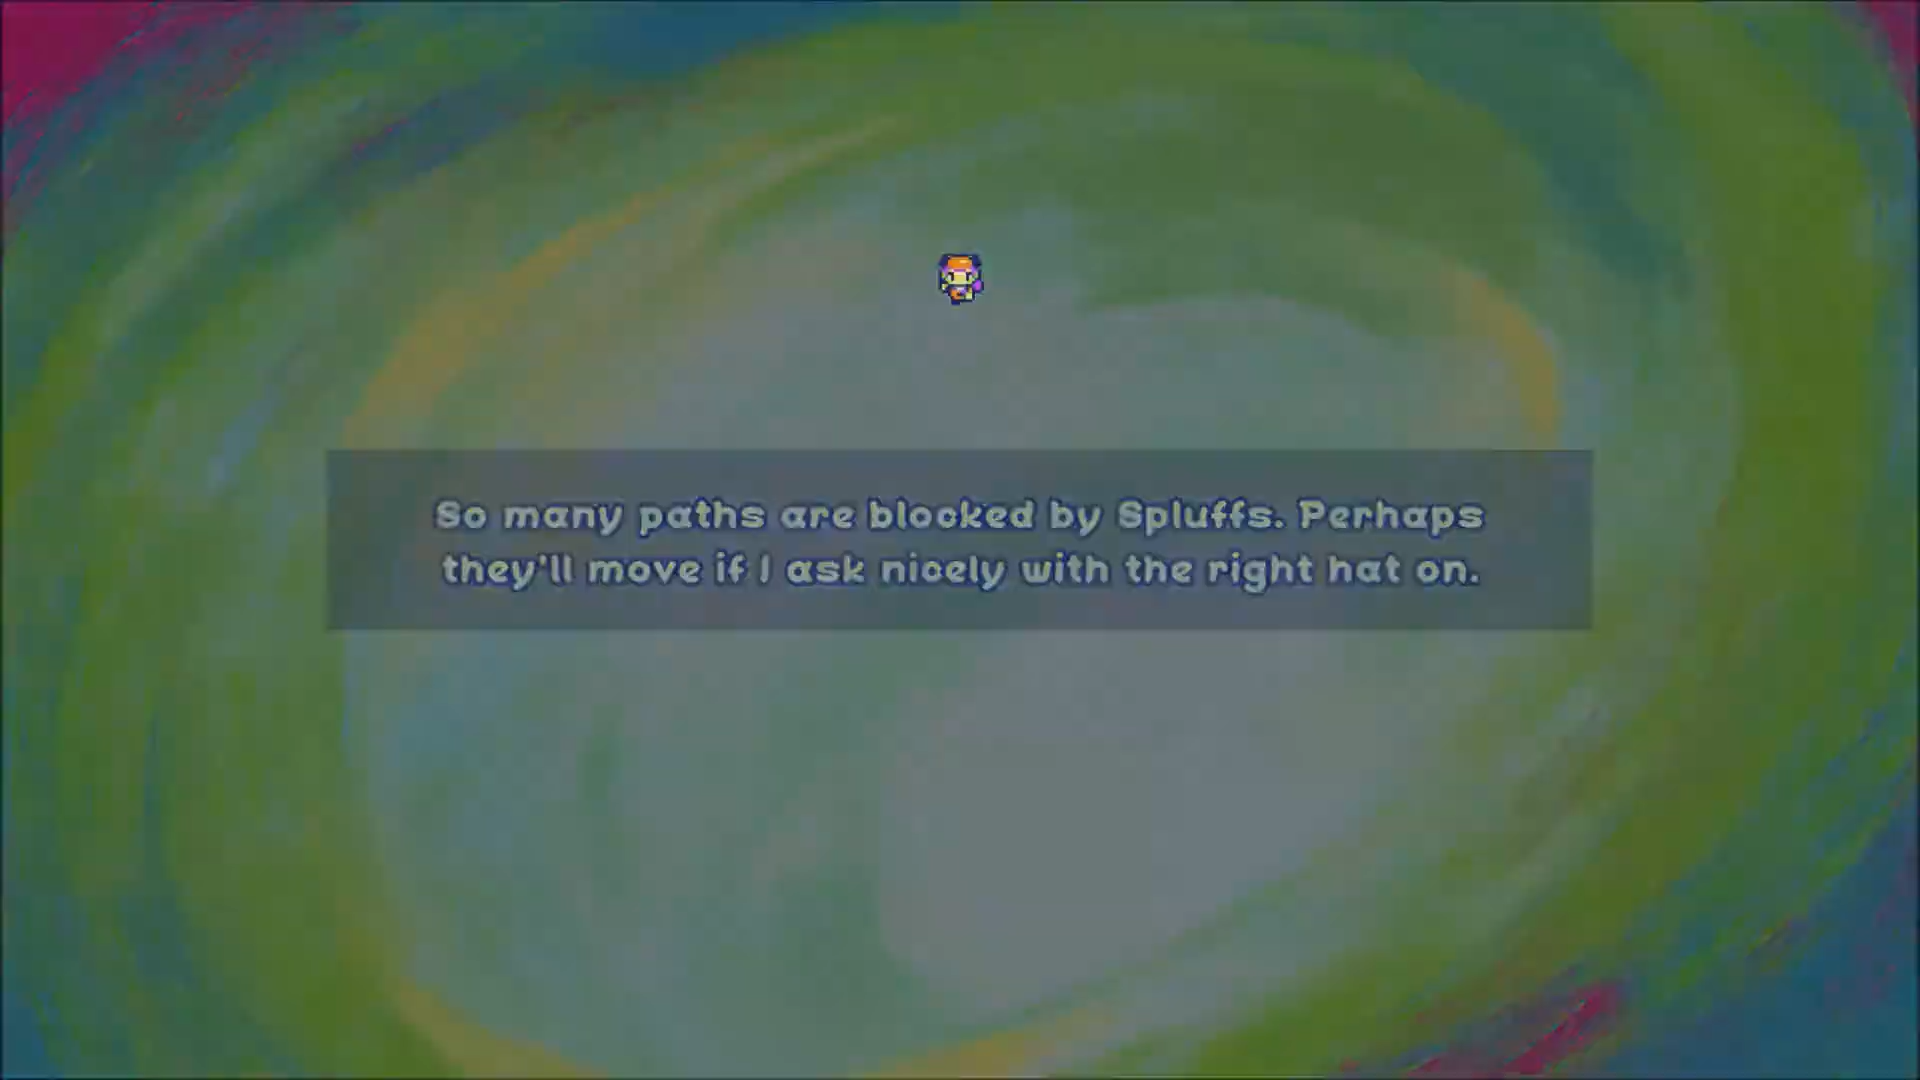 So many paths are blocked by Spluffs. Perhaps
they'll move if I ask nicely with the right hat on.